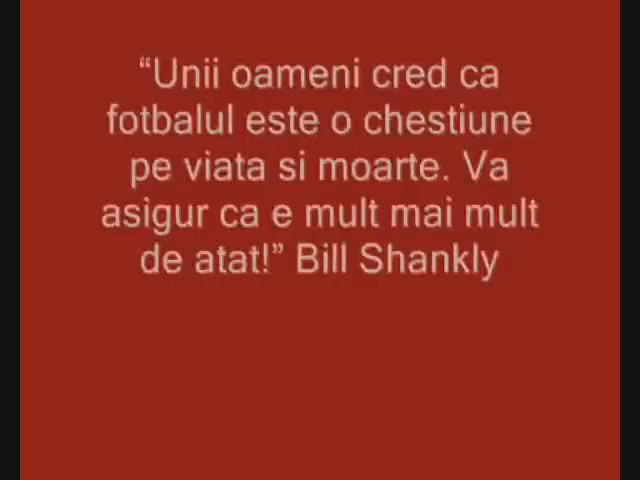 “Unii oameni cred ca
fotbalul este o chestiune
pe viata si moarte. Va
asigur ca e mult mai mult
de atat!” Bill Shankly